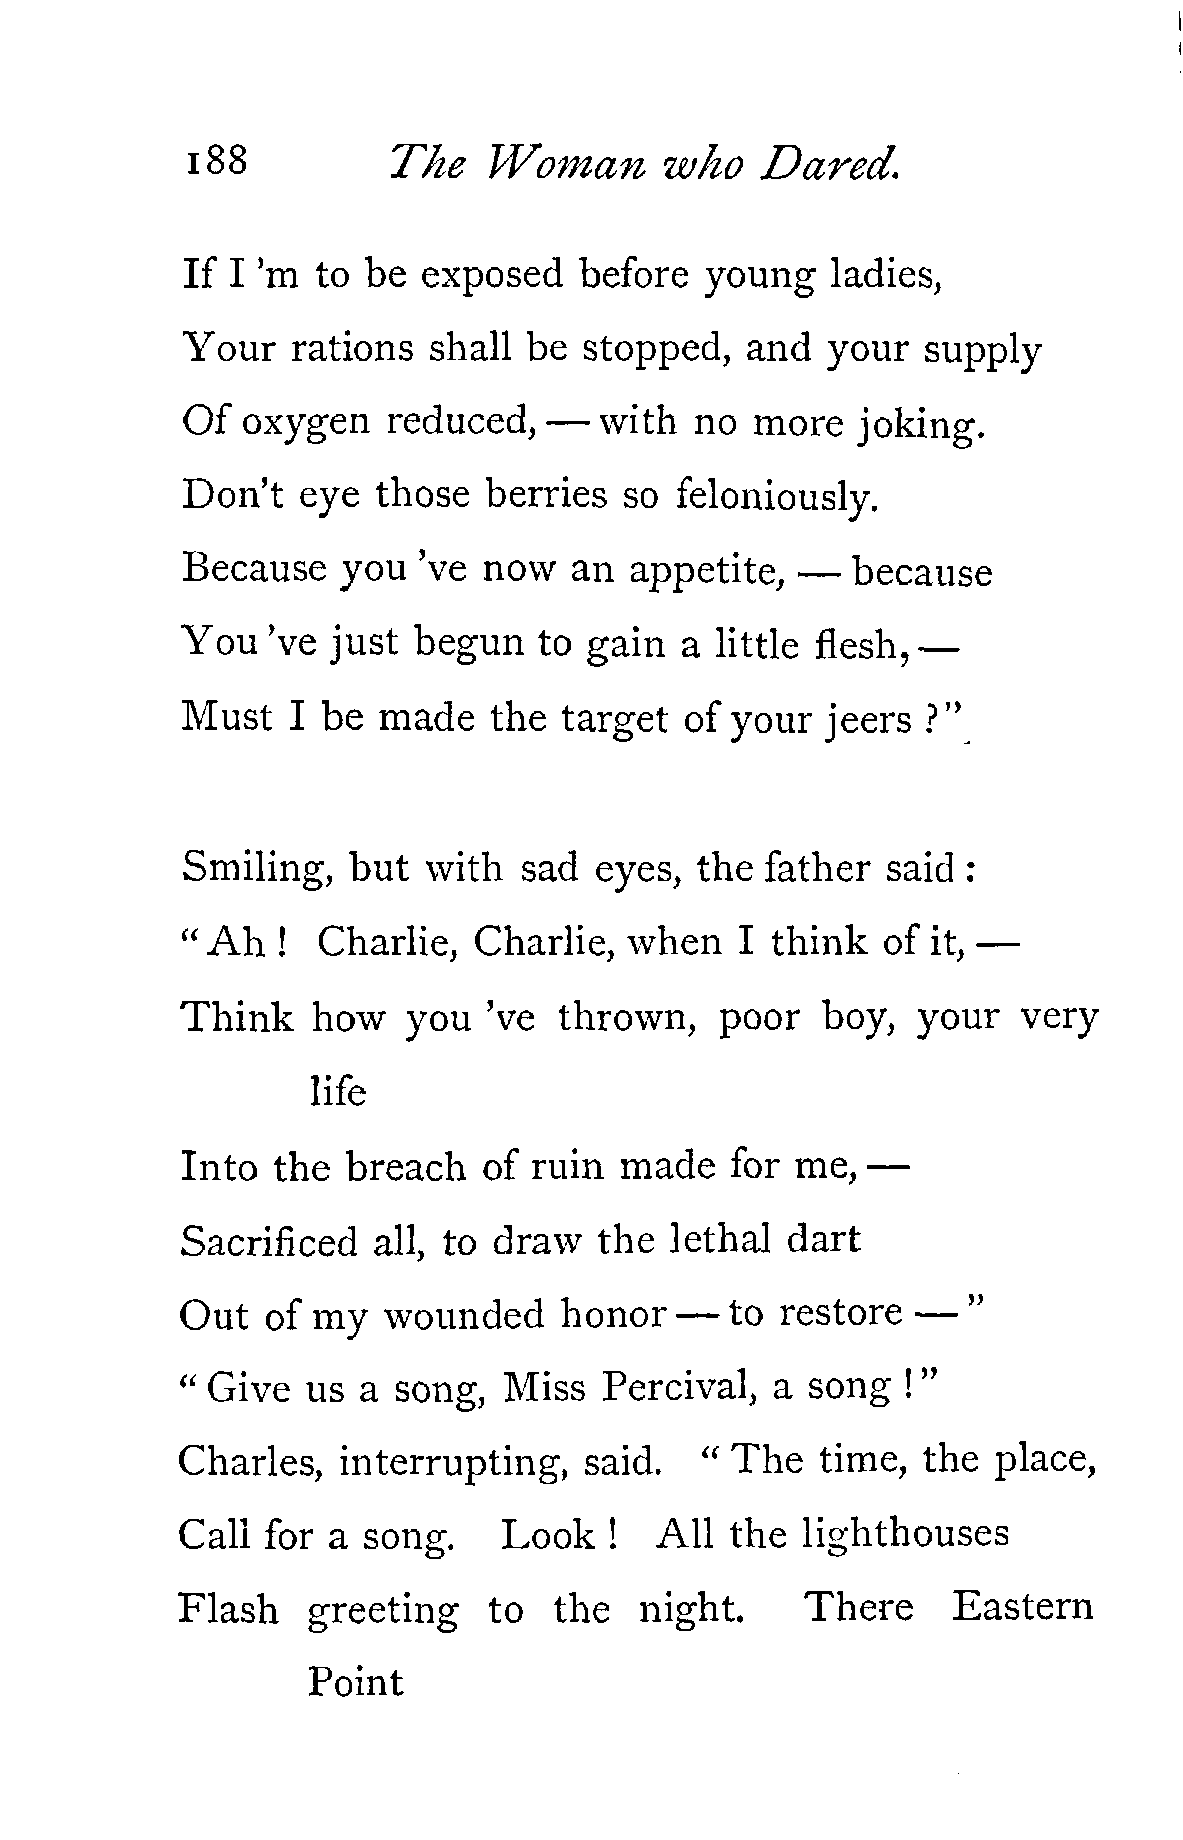 188 The Woman who Dared.
If I 'm to be exposed before young ladies,
Your rations shall be stopped, and your supply
Of oxygen reduced, — with no more joking.
Don't eye those berries so feloniously.
Because you 've now an appetite, — because
You 've just begun to gain a little flesh, —
Must I be made the target of your jeers ?"
Smiling, but with sad eyes, the father said :
" Ah ! Charlie, Charlie, when I think of it, —
Think how you 've thrown, poor boy, your very
life
Into the breach of ruin made for me, —
Sacrificed all, to draw the lethal dart
Out of my wounded honor — to restore — "
" Give us a song, Miss Percival, a song ! "
Charles, interrupting, said. " The time, the place,
Call for a song. Look ! All the lighthouses
Flash greeting to the night. There Eastern
Point